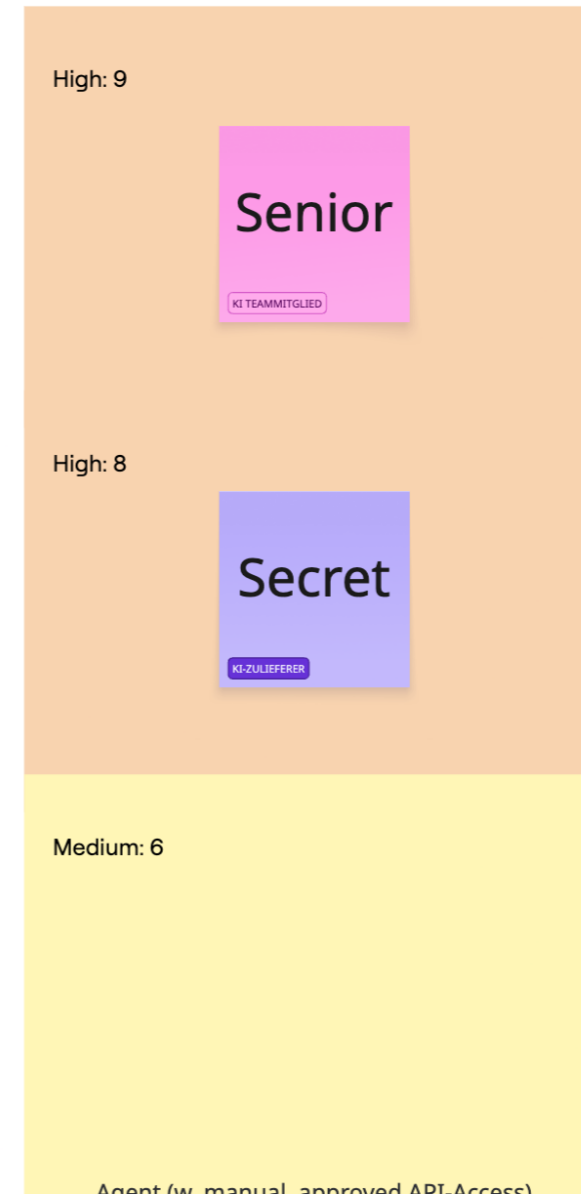 High: 9
Senior
KI TEAMMITGLIED
High: 8
Secret
KI-ZULIEFERER
Medium: 6
Agent (w. manual, approved API-Access)